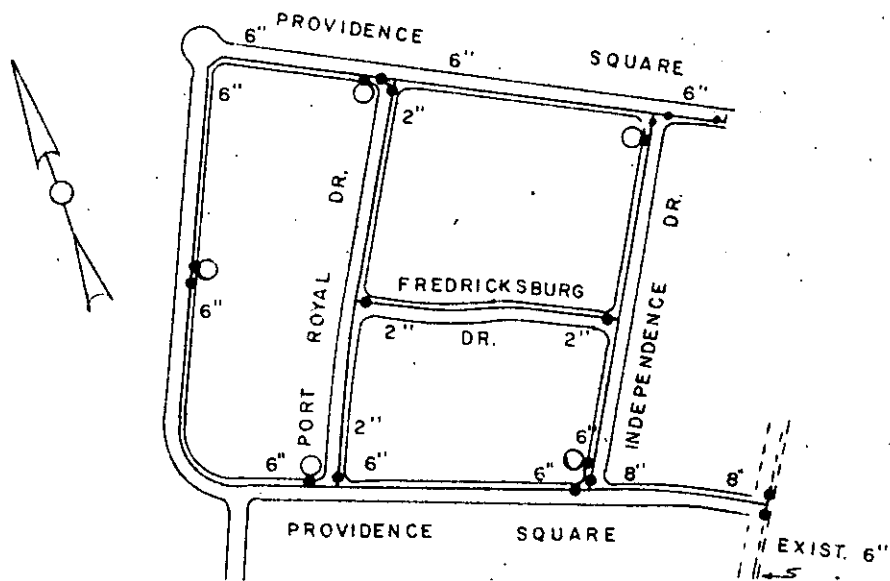 6" PROVIDENCE 6" SQUARE 6"
6" 2"
PORT ROYAL DR.
INDEPENDENCE DR.
6"
FREDRICKSBURG
2" DR. 2"
2" 6"
6" 6" 6" 8" 8"
PROVIDENCE SQUARE
EXIST. 6"